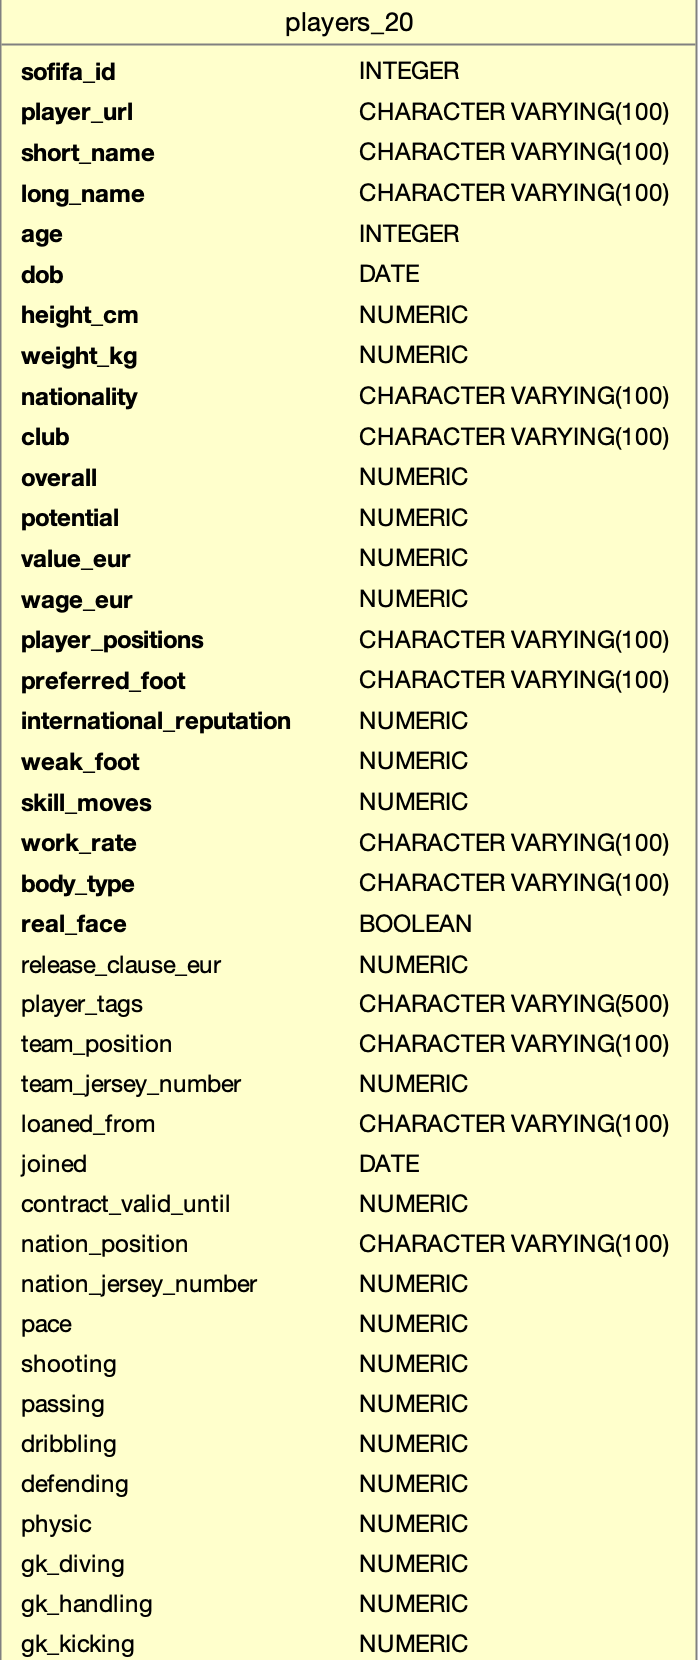 players_20
sofifa_id INTEGER
player_url CHARACTER VARYING(100)
short_name CHARACTER VARYING(100)
long_name CHARACTER VARYING(100)
age INTEGER
dob DATE
height_cm NUMERIC
weight_kg NUMERIC
nationality CHARACTER VARYING(100)
club CHARACTER VARYING(100)
overall NUMERIC
potential NUMERIC
value_eur NUMERIC
wage_eur NUMERIC
player_positions CHARACTER VARYING(100)
preferred_foot CHARACTER VARYING(100)
international_reputation NUMERIC
weak_foot NUMERIC
skill_moves NUMERIC
work_rate CHARACTER VARYING(100)
body_type CHARACTER VARYING(100)
real_face BOOLEAN
release_clause_eur NUMERIC
player_tags CHARACTER VARYING(500)
team_position CHARACTER VARYING(100)
team_jersey_number NUMERIC
loaned_from CHARACTER VARYING(100)
joined DATE
contract_valid_until NUMERIC
nation_position CHARACTER VARYING(100)
nation_jersey_number NUMERIC
pace NUMERIC
shooting NUMERIC
passing NUMERIC
dribbling NUMERIC
defending NUMERIC
physic NUMERIC
gk_diving NUMERIC
gk_handling NUMERIC
gk_kicking NUMERIC